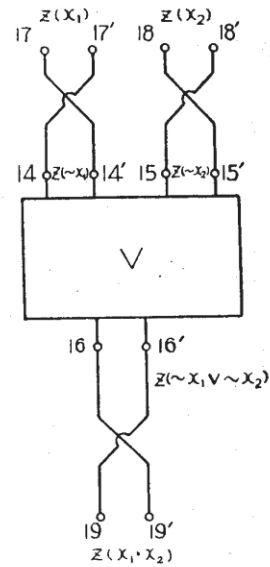 Z(X₁) Z(X₂)
17 17′ 18 18′
14 Z(~X₁) 14′ 15 Z(~X₂) 15′
V
16 16′
Z(~X₁ V ~X₂)
19 19′
Z(X₁·X₂)